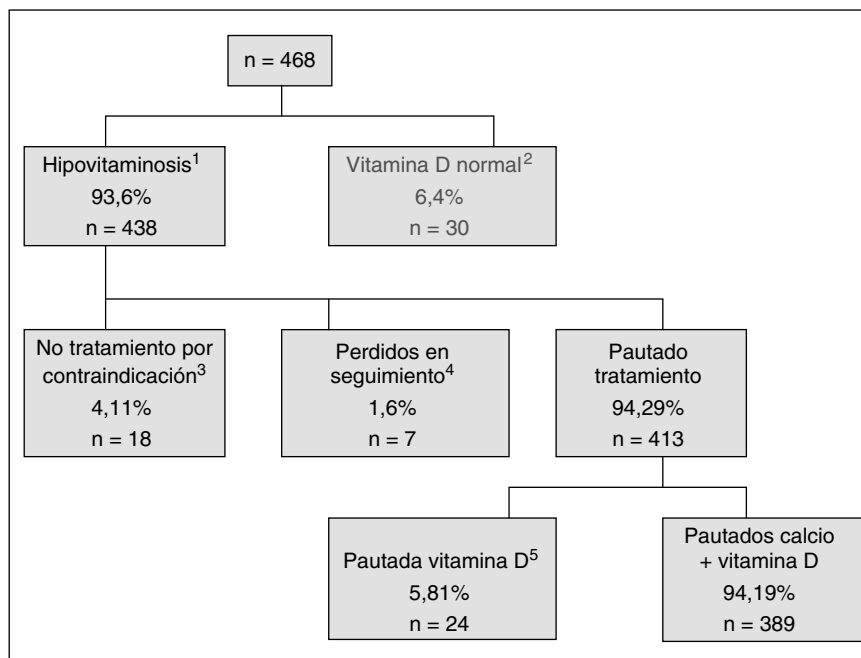 n = 468
Hipovitaminosis1
93,6%
n = 438
Vitamina D normal2
6,4%
n = 30
No tratamiento por
contraindicación3
4,11%
n = 18
Perdidos en
seguimiento4
1,6%
n = 7
Pautado
tratamiento
94,29%
n = 413
Pautada vitamina D5
5,81%
n = 24
Pautados calcio
+ vitamina D
94,19%
n = 389